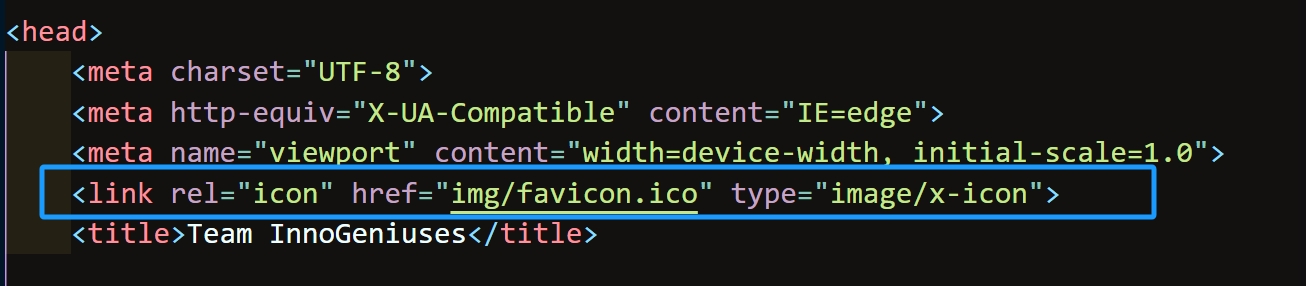 <head>
<meta charset="UTF-8">
<meta http-equiv="X-UA-Compatible" content="IE=edge">
<meta name="viewport" content="width=device-width, initial-scale=1.0">
<link rel="icon" href="img/favicon.ico" type="image/x-icon">
<title>Team InnoGeniuses</title>